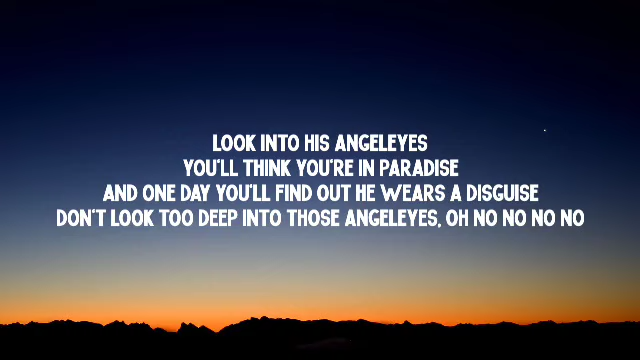 LOOK INTO HIS ANGELEYES
YOU'LL THINK YOU'RE IN PARADISE
AND ONE DAY YOU'LL FIND OUT HE WEARS A DISGUISE
DON'T LOOK TOO DEEP INTO THOSE ANGELEYES, OH NO NO NO NO